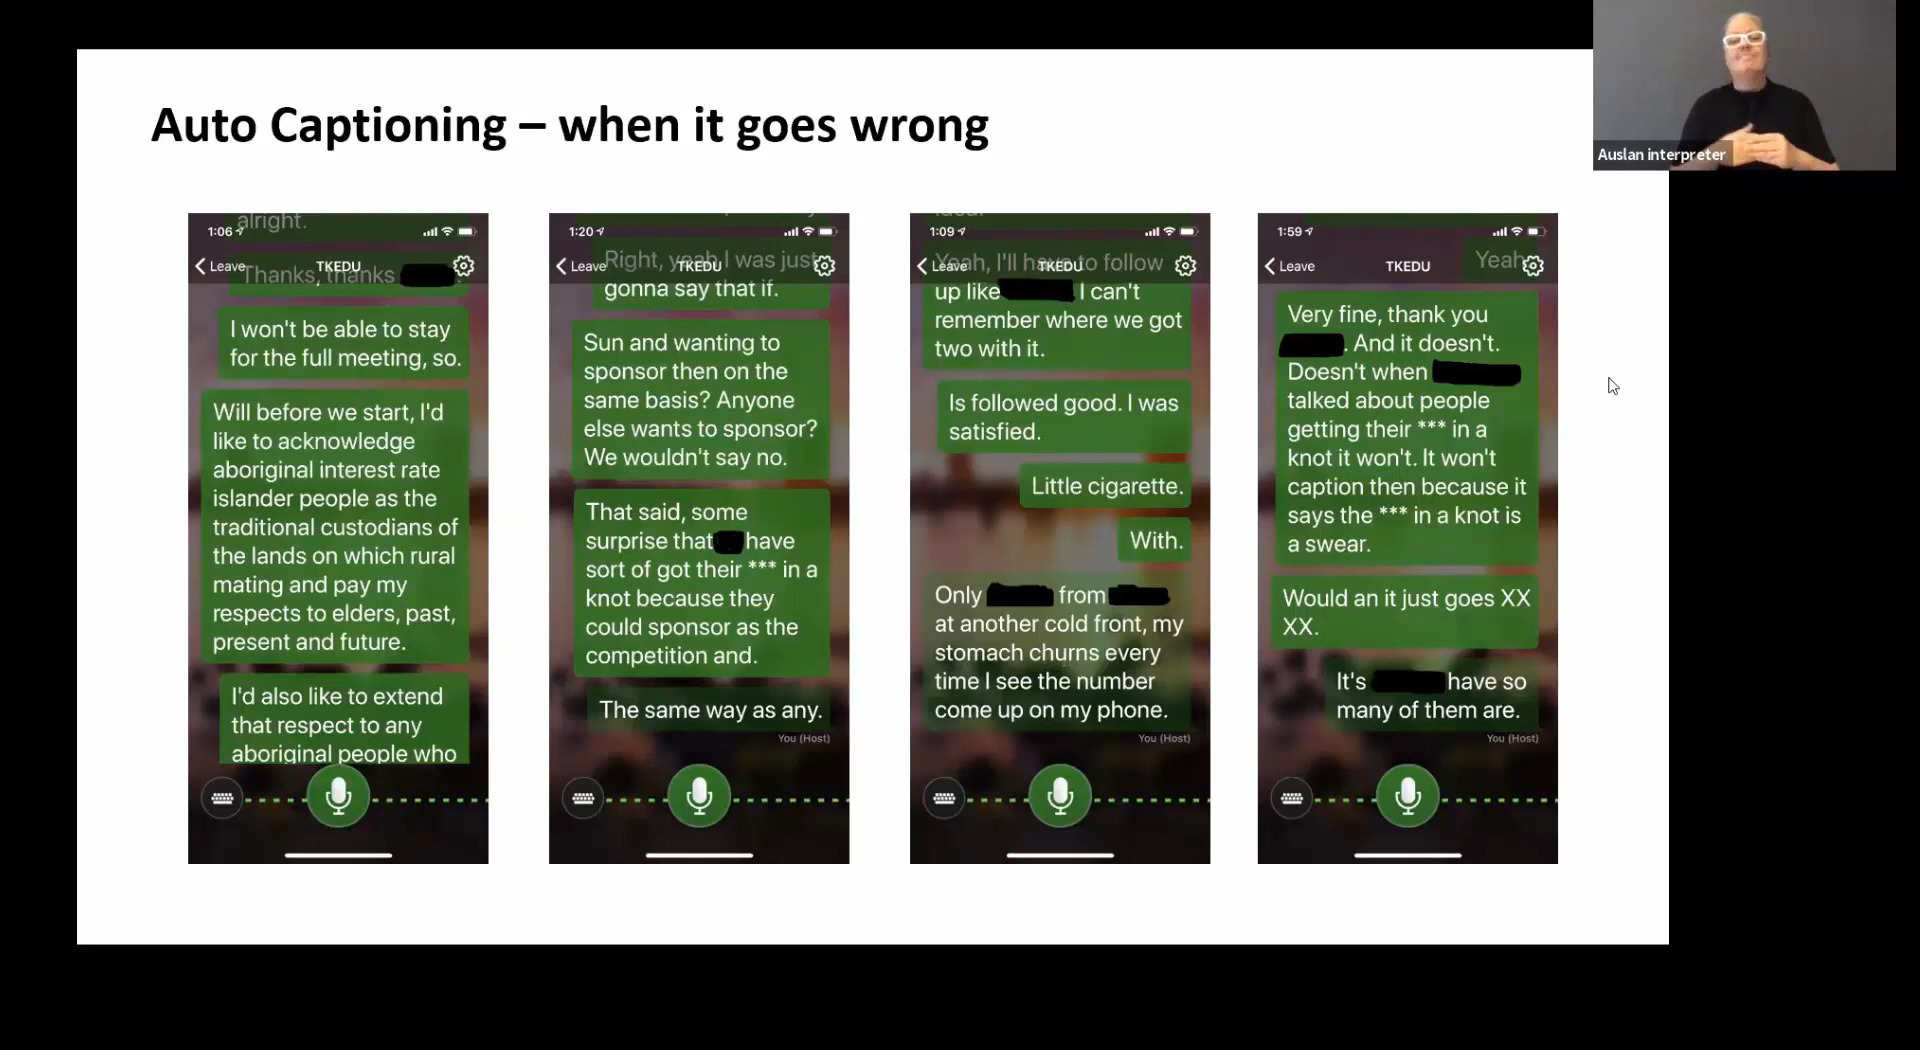 Auto Captioning – when it goes wrong
Auslan interpreter
alright.
1:06
Leave
TKEDU
Thanks, thanks
I won't be able to stay
for the full meeting, so.
Will before we start, I'd
like to acknowledge
aboriginal interest rate
islander people as the
traditional custodians of
the lands on which rural
mating and pay my
respects to elders, past,
present and future.
I'd also like to extend
that respect to any
aboriginal people who
1:20
Leave
TKEDU
Right, yeah I was just
gonna say that if.
Sun and wanting to
sponsor then on the
same basis? Anyone
else wants to sponsor?
We wouldn't say no.
That said, some
surprise that have
sort of got their *** in a
knot because they
could sponsor as the
competition and.
The same way as any.
You (Host)
1:09
Leave
TKEDU
Yeah, I'll have to follow
up like I can't
remember where we got
two with it.
Is followed good. I was
satisfied.
Little cigarette.
With.
Only from
at another cold front, my
stomach churns every
time I see the number
come up on my phone.
You (Host)
1:59
Leave
TKEDU
Yeah
Very fine, thank you
. And it doesn't.
Doesn't when
talked about people
getting their *** in a
knot it won't. It won't
caption then because it
says the *** in a knot is
a swear.
Would an it just goes XX
XX.
It's have so
many of them are.
You (Host)